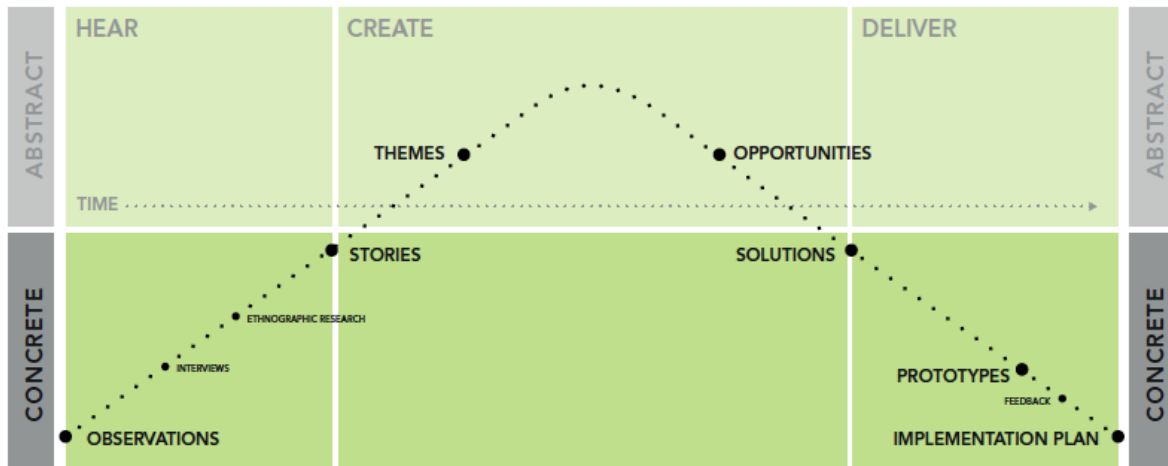 HEAR
CREATE
DELIVER
ABSTRACT
ABSTRACT
THEMES
OPPORTUNITIES
TIME
STORIES
SOLUTIONS
CONCRETE
CONCRETE
ETHNOGRAPHIC RESEARCH
INTERVIEWS
PROTOTYPES
FEEDBACK
OBSERVATIONS
IMPLEMENTATION PLAN